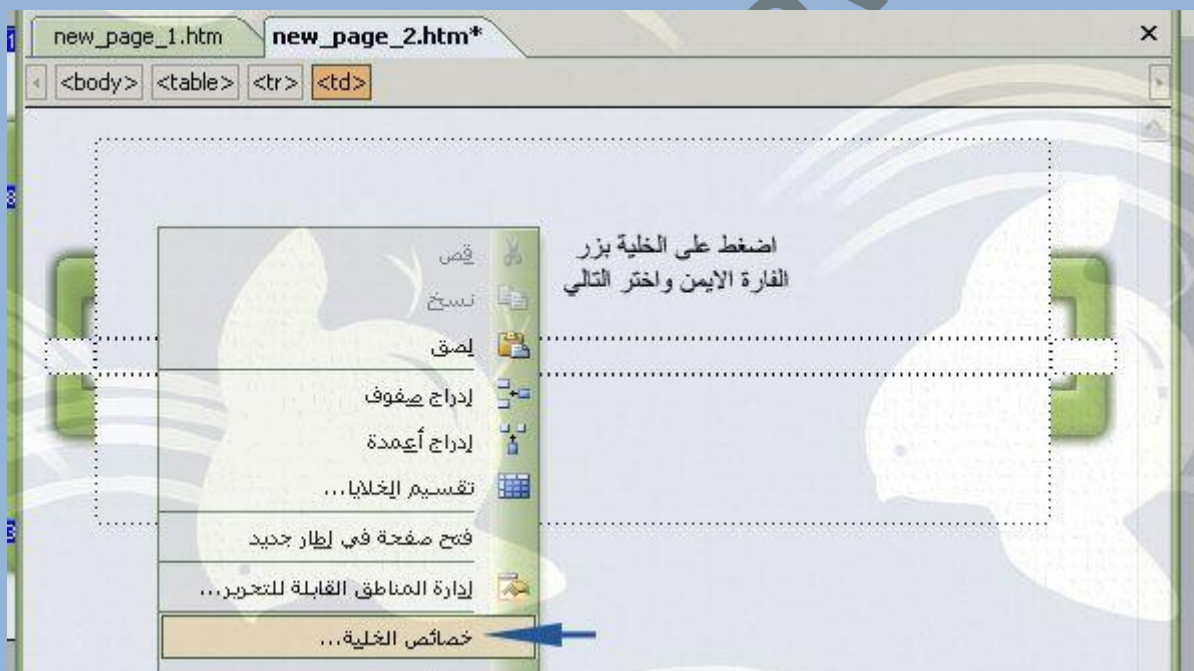 new_page_1.htm
new_page_2.htm*
<body> <table> <tr> <td>
اضغط على الخلية بزر
الفارة الايمن واختر التالي
قص
نسخ
لصق
إدراج صفوف
إدراج أعمدة
تقسيم الخلايا...
فتح صفحة في إطار جديد
إدارة المناطق القابلة للتحرير...
خصائص الخلية...